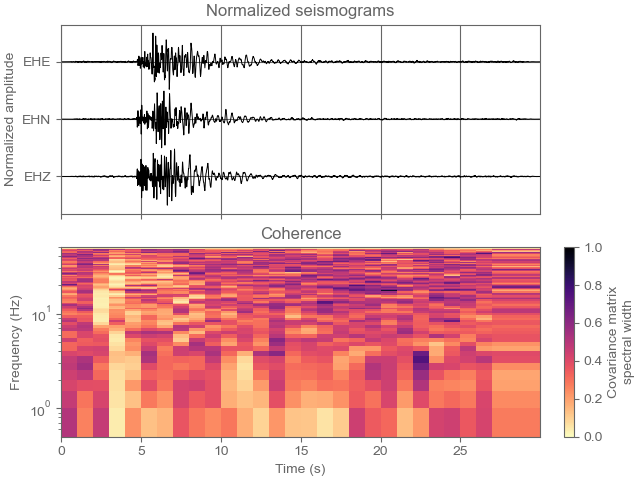 Normalized seismograms
Normalized amplitude
EHE
EHN
EHZ
Coherence
Frequency (Hz)
10¹
10⁰
0
5
10
15
20
25
Time (s)
1.0
0.8
0.6
0.4
0.2
0.0
Covariance matrix
spectral width